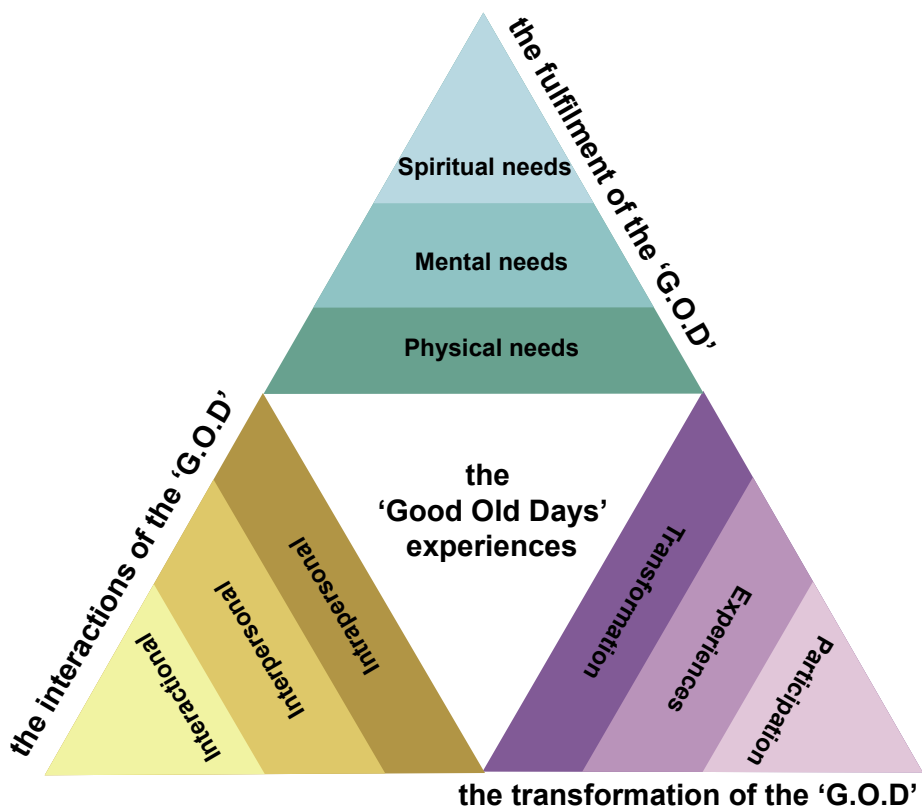 the fulfilment of the ‘G.O.D’
Spiritual needs
Mental needs
Physical needs
the interactions of the ‘G.O.D’
Interactional
Interpersonal
Intrapersonal
the
‘Good Old Days’
experiences
Transformation
Experiences
Participation
the transformation of the ‘G.O.D’